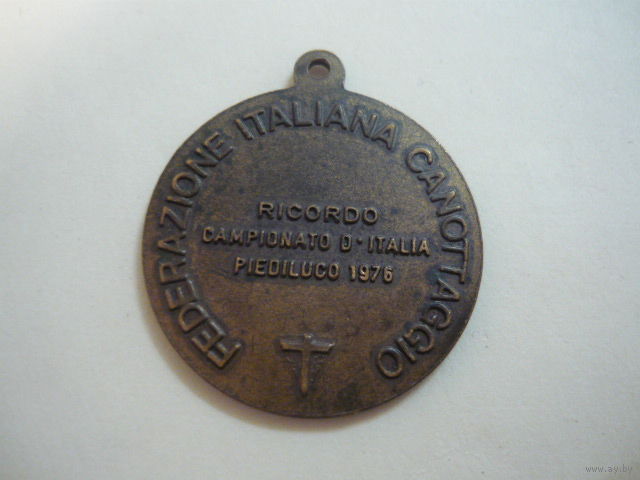 FEDERAZIONE ITALIANA CANOTTAGGIO
RICORDO
CAMPIONATO D'ITALIA
PIEDILUCO 1976
www.ay.by